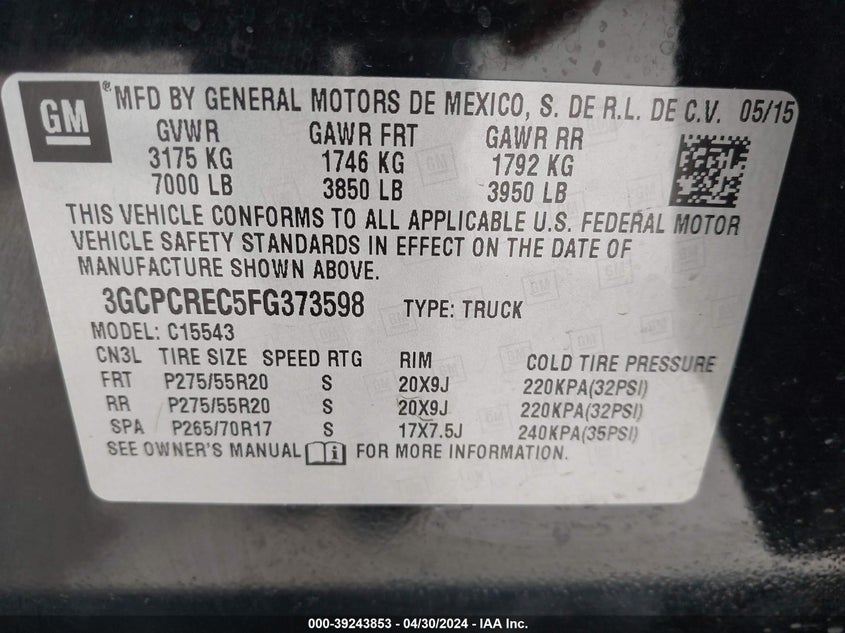 GM ® MFD BY GENERAL MOTORS DE MEXICO, S. DE R.L. DE C.V. 05/15
GVWR GAWR FRT GAWR RR
3175 KG 1746 KG 1792 KG
7000 LB 3850 LB 3950 LB
THIS VEHICLE CONFORMS TO ALL APPLICABLE U.S. FEDERAL MOTOR
VEHICLE SAFETY STANDARDS IN EFFECT ON THE DATE OF
MANUFACTURE SHOWN ABOVE.
3GCPCREC5FG373598 TYPE: TRUCK
MODEL: C15543
CN3L TIRE SIZE SPEED RTG RIM COLD TIRE PRESSURE
FRT P275/55R20 S 20X9J 220KPA(32PSI)
RR P275/55R20 S 20X9J 220KPA(32PSI)
SPA P265/70R17 S 17X7.5J 240KPA(35PSI)
SEE OWNER'S MANUAL i FOR MORE INFORMATION.
000-39243853 - 04/30/2024 - IAA Inc.